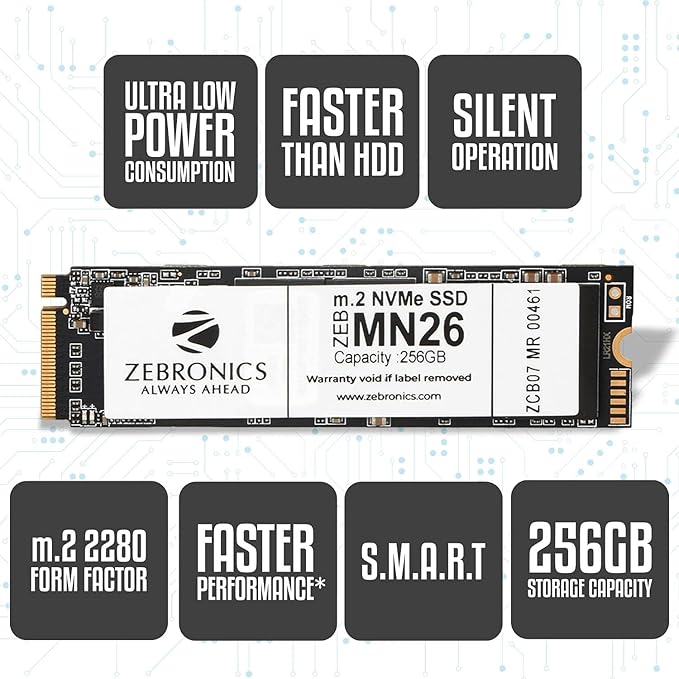 ULTRA LOW
POWER
CONSUMPTION
FASTER
THAN HDD
SILENT
OPERATION
ZEBRONICS
ALWAYS AHEAD
ZEB
m.2 NVMe SSD
MN26
Capacity :256GB
Warranty void if label removed
www.zebronics.com
ZCB07 MR 00461
ROW
LR21HX
m.2 2280
FORM FACTOR
FASTER
PERFORMANCE*
S.M.A.R.T
256GB
STORAGE CAPACITY